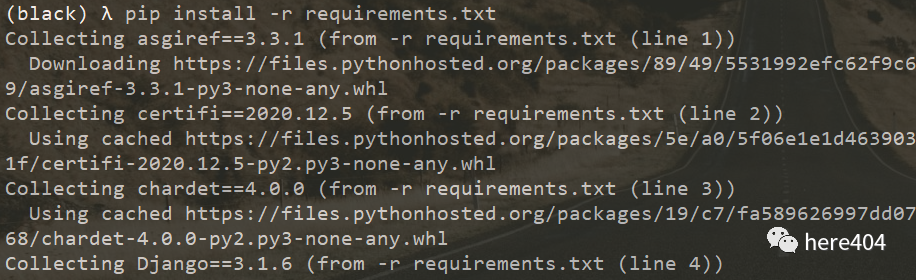 (black) λ pip install -r requirements.txt
Collecting asgiref==3.3.1 (from -r requirements.txt (line 1))
  Downloading https://files.pythonhosted.org/packages/89/49/5531992efc62f9c6
9/asgiref-3.3.1-py3-none-any.whl
Collecting certifi==2020.12.5 (from -r requirements.txt (line 2))
  Using cached https://files.pythonhosted.org/packages/5e/a0/5f06e1e1d463903
1f/certifi-2020.12.5-py2.py3-none-any.whl
Collecting chardet==4.0.0 (from -r requirements.txt (line 3))
  Using cached https://files.pythonhosted.org/packages/19/c7/fa589626997dd07
68/chardet-4.0.0-py2.py3-none-any.whl
Collecting Django==3.1.6 (from -r requirements.txt (line 4))
here404